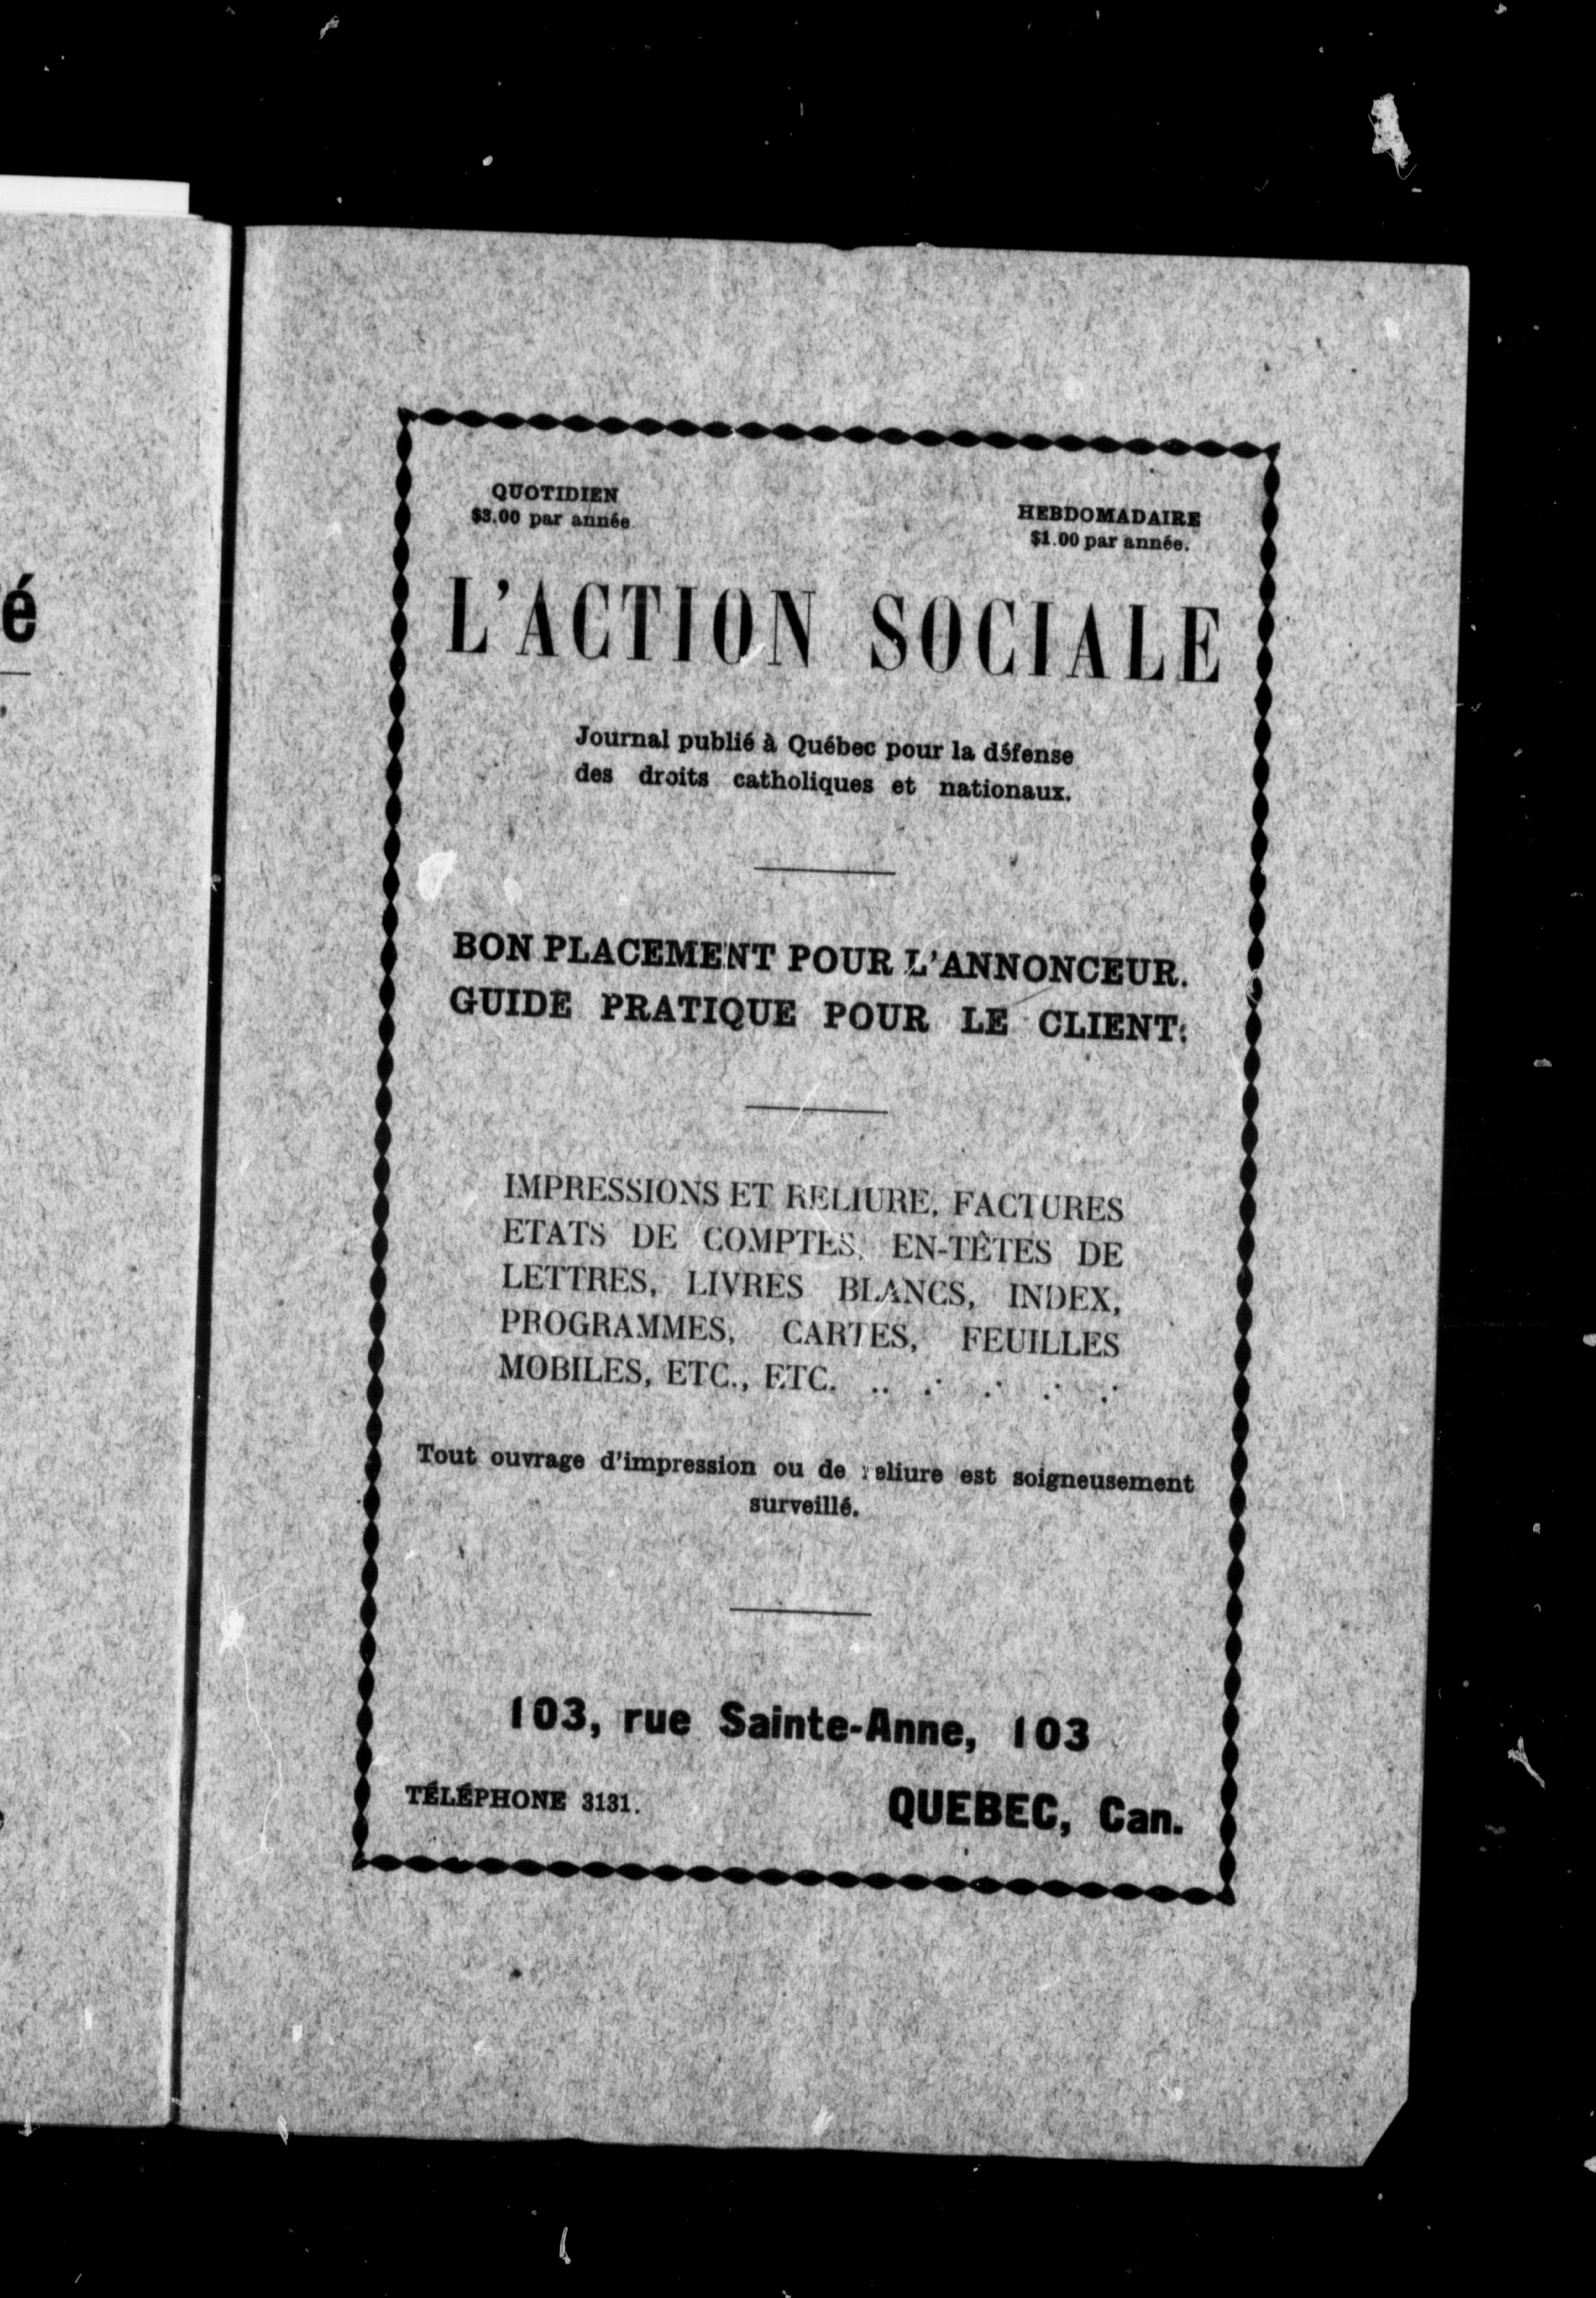 é
QUOTIDIEN
$3.00 par année
HEBDOMADAIRE
$1.00 par année.
L'ACTION SOCIALE
Journal publié à Québec pour la défense
des droits catholiques et nationaux.
BON PLACEMENT POUR L'ANNONCEUR.
GUIDE PRATIQUE POUR LE CLIENT.
IMPRESSIONS ET RELIURE, FACTURES
ETATS DE COMPTES, EN-TÊTES DE
LETTRES, LIVRES BLANCS, INDEX,
PROGRAMMES, CARTES, FEUILLES
MOBILES, ETC., ETC.
Tout ouvrage d'impression ou de reliure est soigneusement
surveillé.
103, rue Sainte-Anne, 103
TÉLÉPHONE 3131.
QUEBEC, Can.